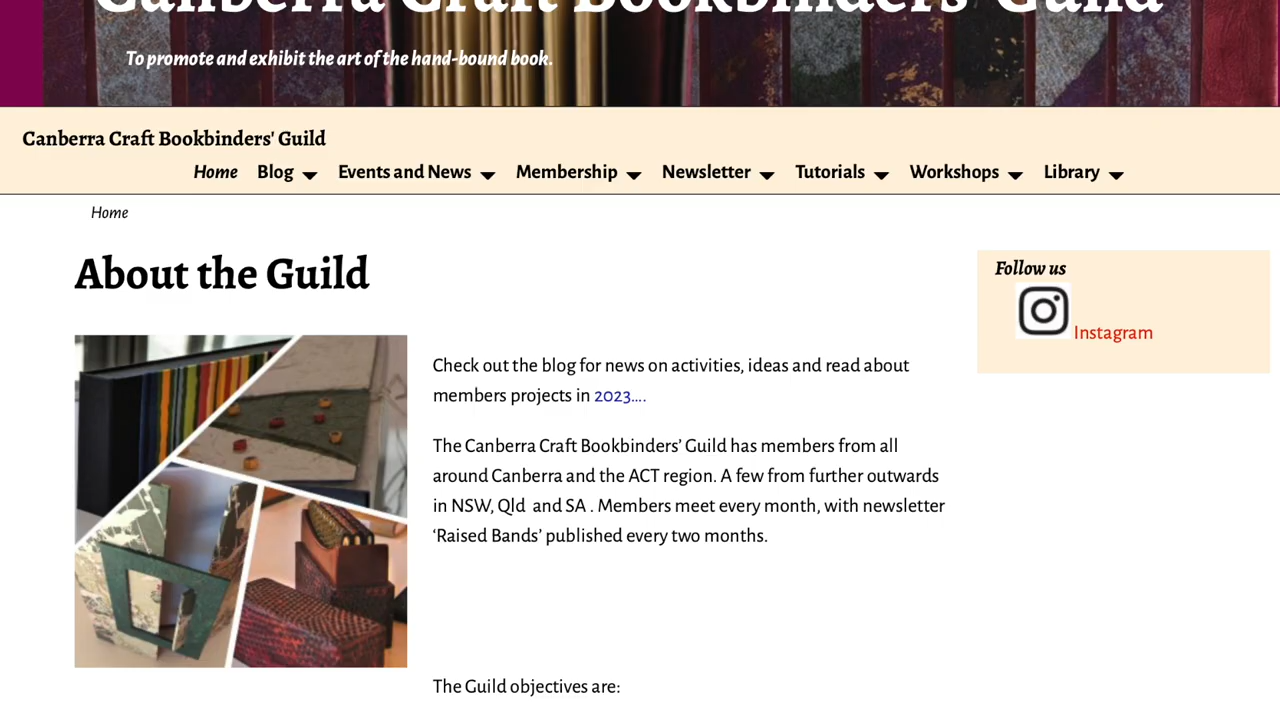 Canberra Craft Bookbinders' Guild
To promote and exhibit the art of the hand-bound book.
Canberra Craft Bookbinders' Guild
Home Blog Events and News Membership Newsletter Tutorials Workshops Library
Home
About the Guild
Follow us
Instagram
Check out the blog for news on activities, ideas and read about
members projects in 2023....
The Canberra Craft Bookbinders’ Guild has members from all
around Canberra and the ACT region. A few from further outwards
in NSW, Qld  and SA . Members meet every month, with newsletter
‘Raised Bands’ published every two months.
The Guild objectives are: